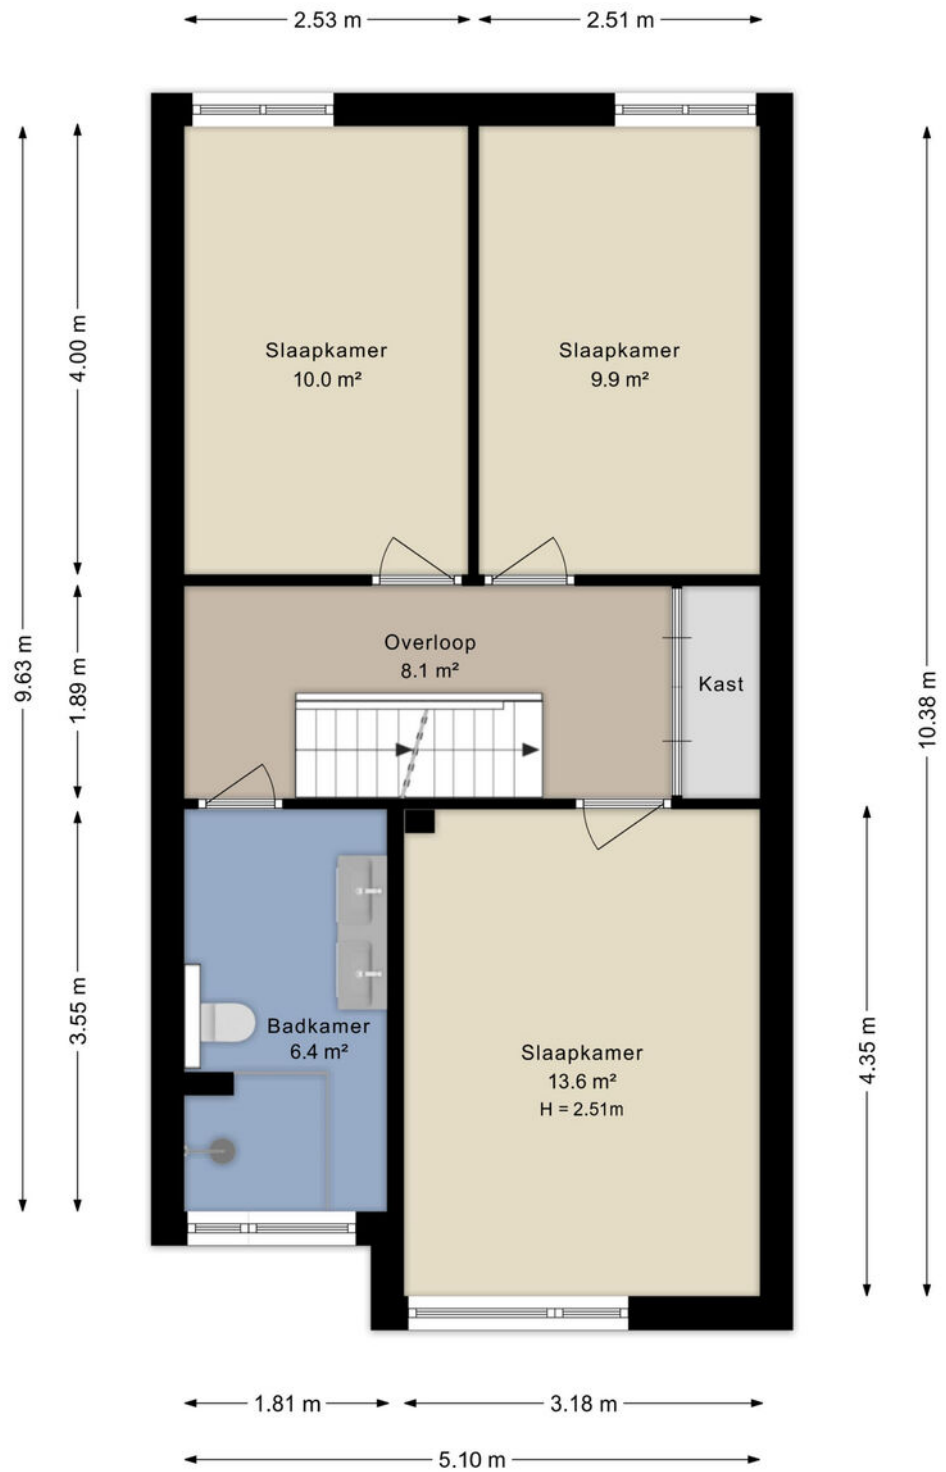 2.53 m
2.51 m
4.00 m
Slaapkamer
10.0 m²
Slaapkamer
9.9 m²
9.63 m
1.89 m
Overloop
8.1 m²
Kast
10.38 m
3.55 m
Badkamer
6.4 m²
Slaapkamer
13.6 m²
H = 2.51m
4.35 m
1.81 m
3.18 m
5.10 m